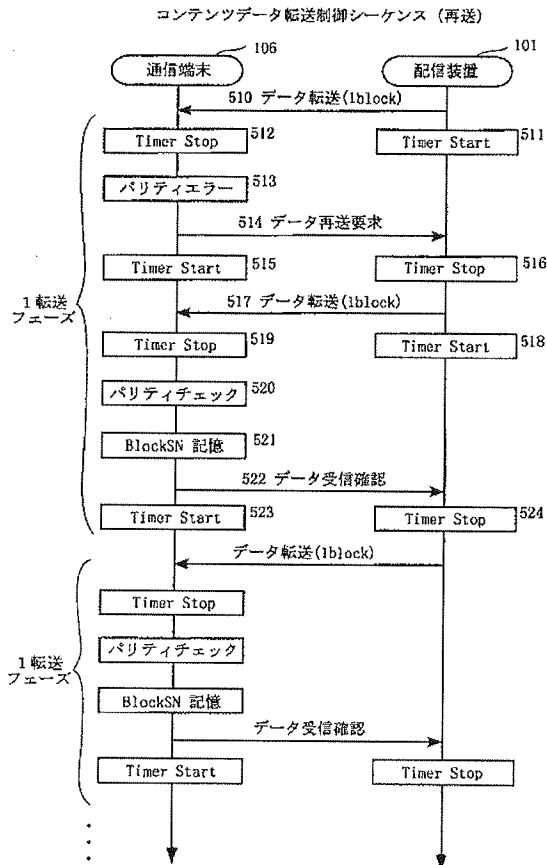 コンテンツデータ転送制御シーケンス (再送)
106
101
通信端末
配信装置
510 データ転送(1block)
Timer Stop
512
Timer Start
511
パリティエラー
513
514 データ再送要求
Timer Start
515
Timer Stop
516
1転送
フェーズ
517 データ転送(1block)
Timer Stop
519
Timer Start
518
パリティチェック
520
BlockSN 記憶
521
522 データ受信確認
Timer Start
523
Timer Stop
524
データ転送(1block)
Timer Stop
パリティチェック
1転送
フェーズ
BlockSN 記憶
データ受信確認
Timer Start
Timer Stop